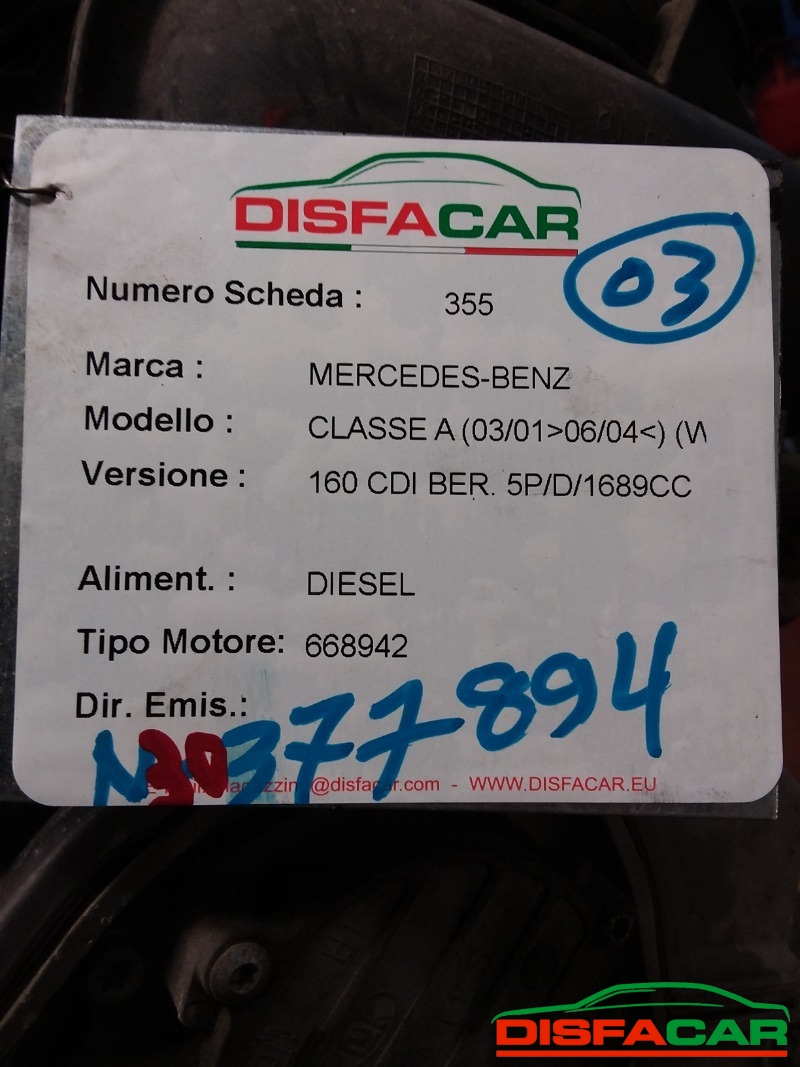 DISFACAR
03
Numero Scheda : 355
Marca : MERCEDES-BENZ
Modello : CLASSE A (03/01>06/04<) (W
Versione : 160 CDI BER. 5P/D/1689CC
Aliment. : DIESEL
Tipo Motore: 668942
Dir. Emis.:
N° 30377894
@disfacar.com - WWW.DISFACAR.EU
DISFACAR